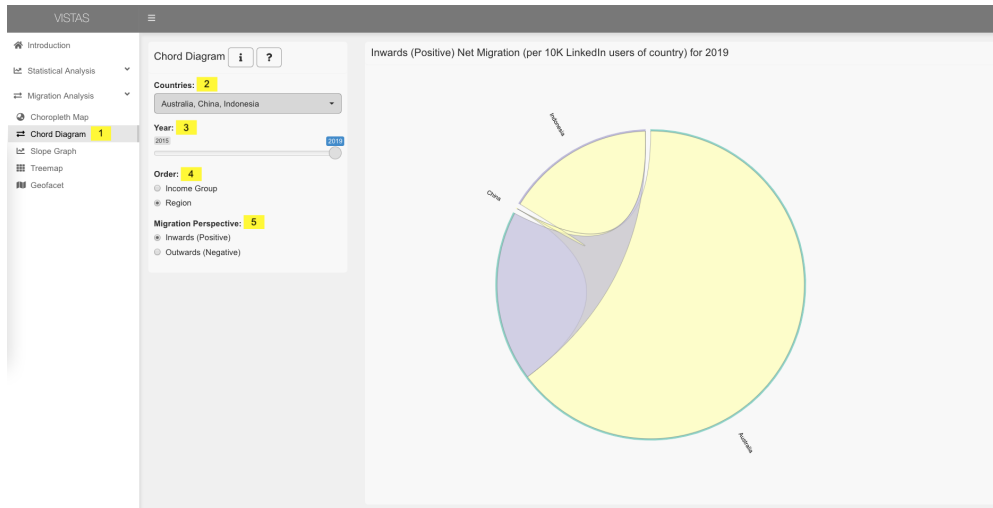 VISTAS
Introduction
Statistical Analysis
Migration Analysis
Choropleth Map
Chord Diagram 1
Slope Graph
Treemap
Geofacet
Chord Diagram i ?
Countries: 2
Australia, China, Indonesia
Year: 3
2015 2019
Order: 4
Income Group
Region
Migration Perspective: 5
Inwards (Positive)
Outwards (Negative)
Inwards (Positive) Net Migration (per 10K LinkedIn users of country) for 2019
Indonesia
China
Australia